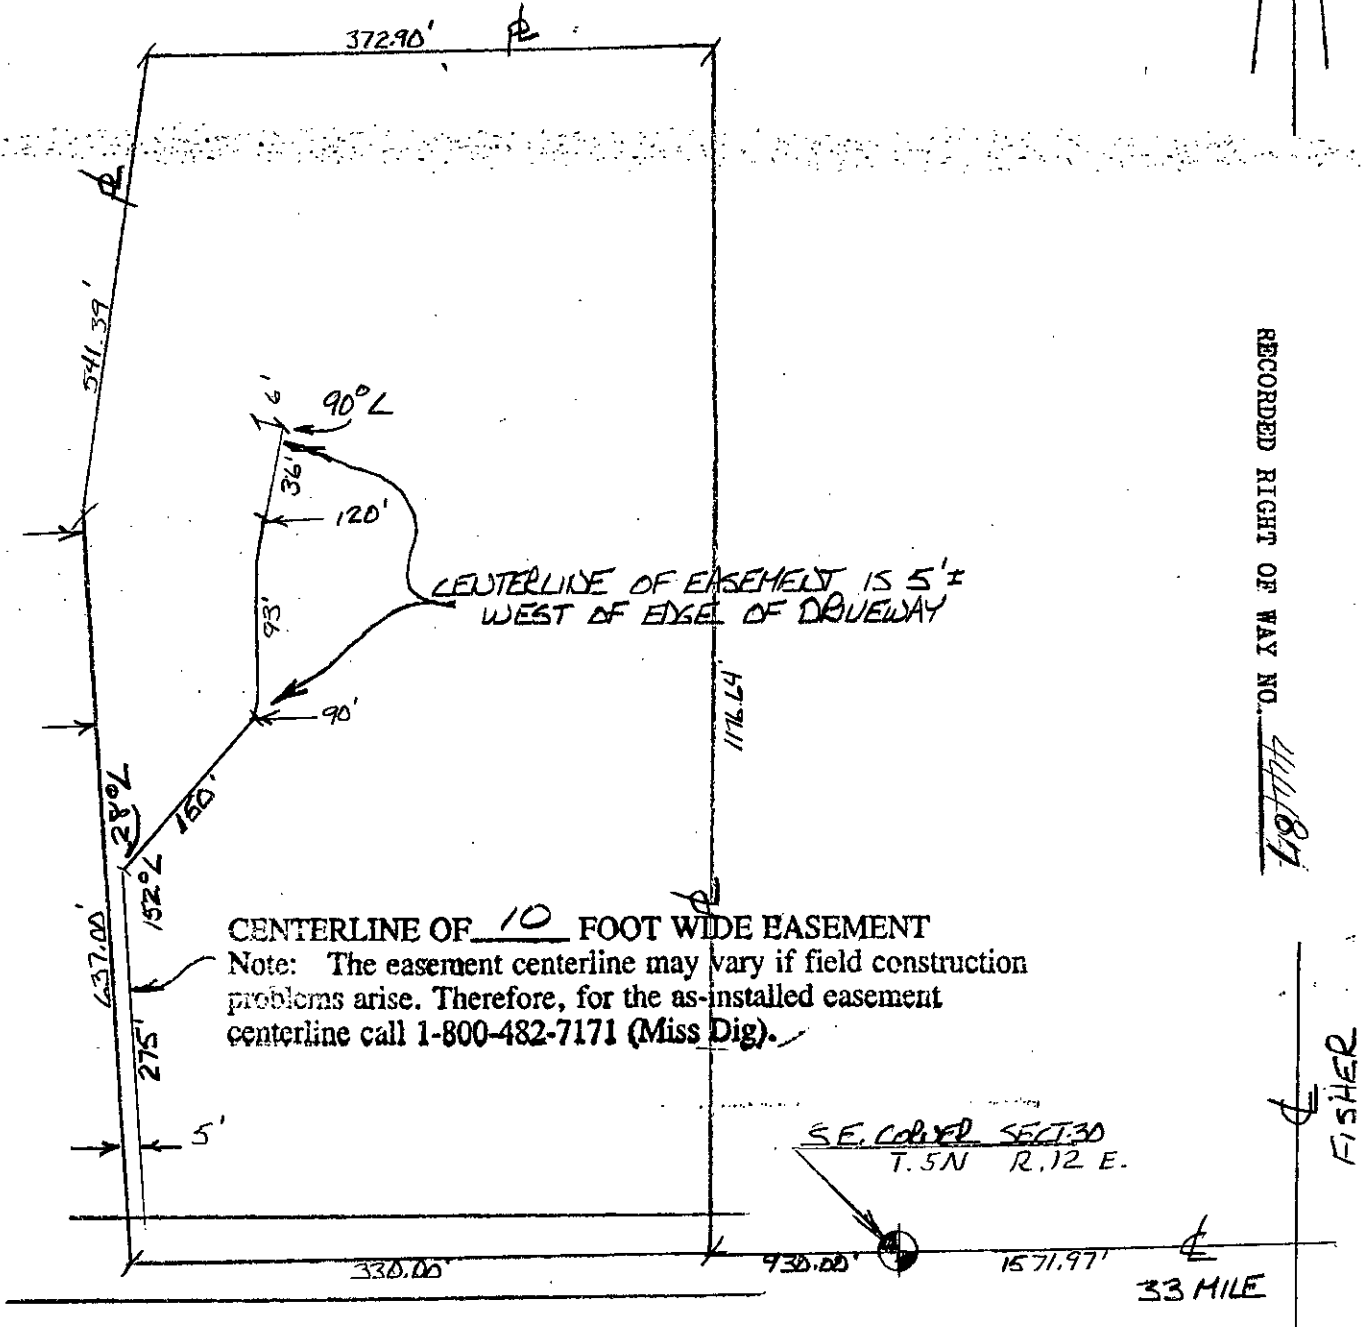 372.90'
P
L
P
L
541.39'
6'
90°L
36'
120'
CENTERLINE OF EASEMENT IS 5'±
WEST OF EDGE OF DRIVEWAY
93'
90'
1176.64'
RECORDED RIGHT OF WAY NO. 44487
28°L
150'
152°L
637.00'
CENTERLINE OF 10 FOOT WIDE EASEMENT
Note: The easement centerline may vary if field construction
problems arise. Therefore, for the as-installed easement
centerline call 1-800-482-7171 (Miss Dig).
275'
5'
S.E. CORNER SECT.30
T.5N R.12 E.
FISHER
330.00'
930.00'
1571.97'
33 MILE